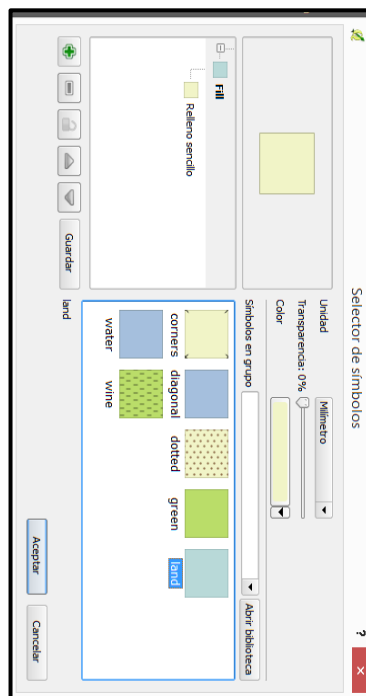 Selector de símbolos
?
×
Fill
Relleno sencillo
Guardar
Unidad
Milímetro
Transparencia: 0%
Color
Símbolos en grupo
Abrir biblioteca
corners diagonal dotted green land
water wine
land
Aceptar Cancelar